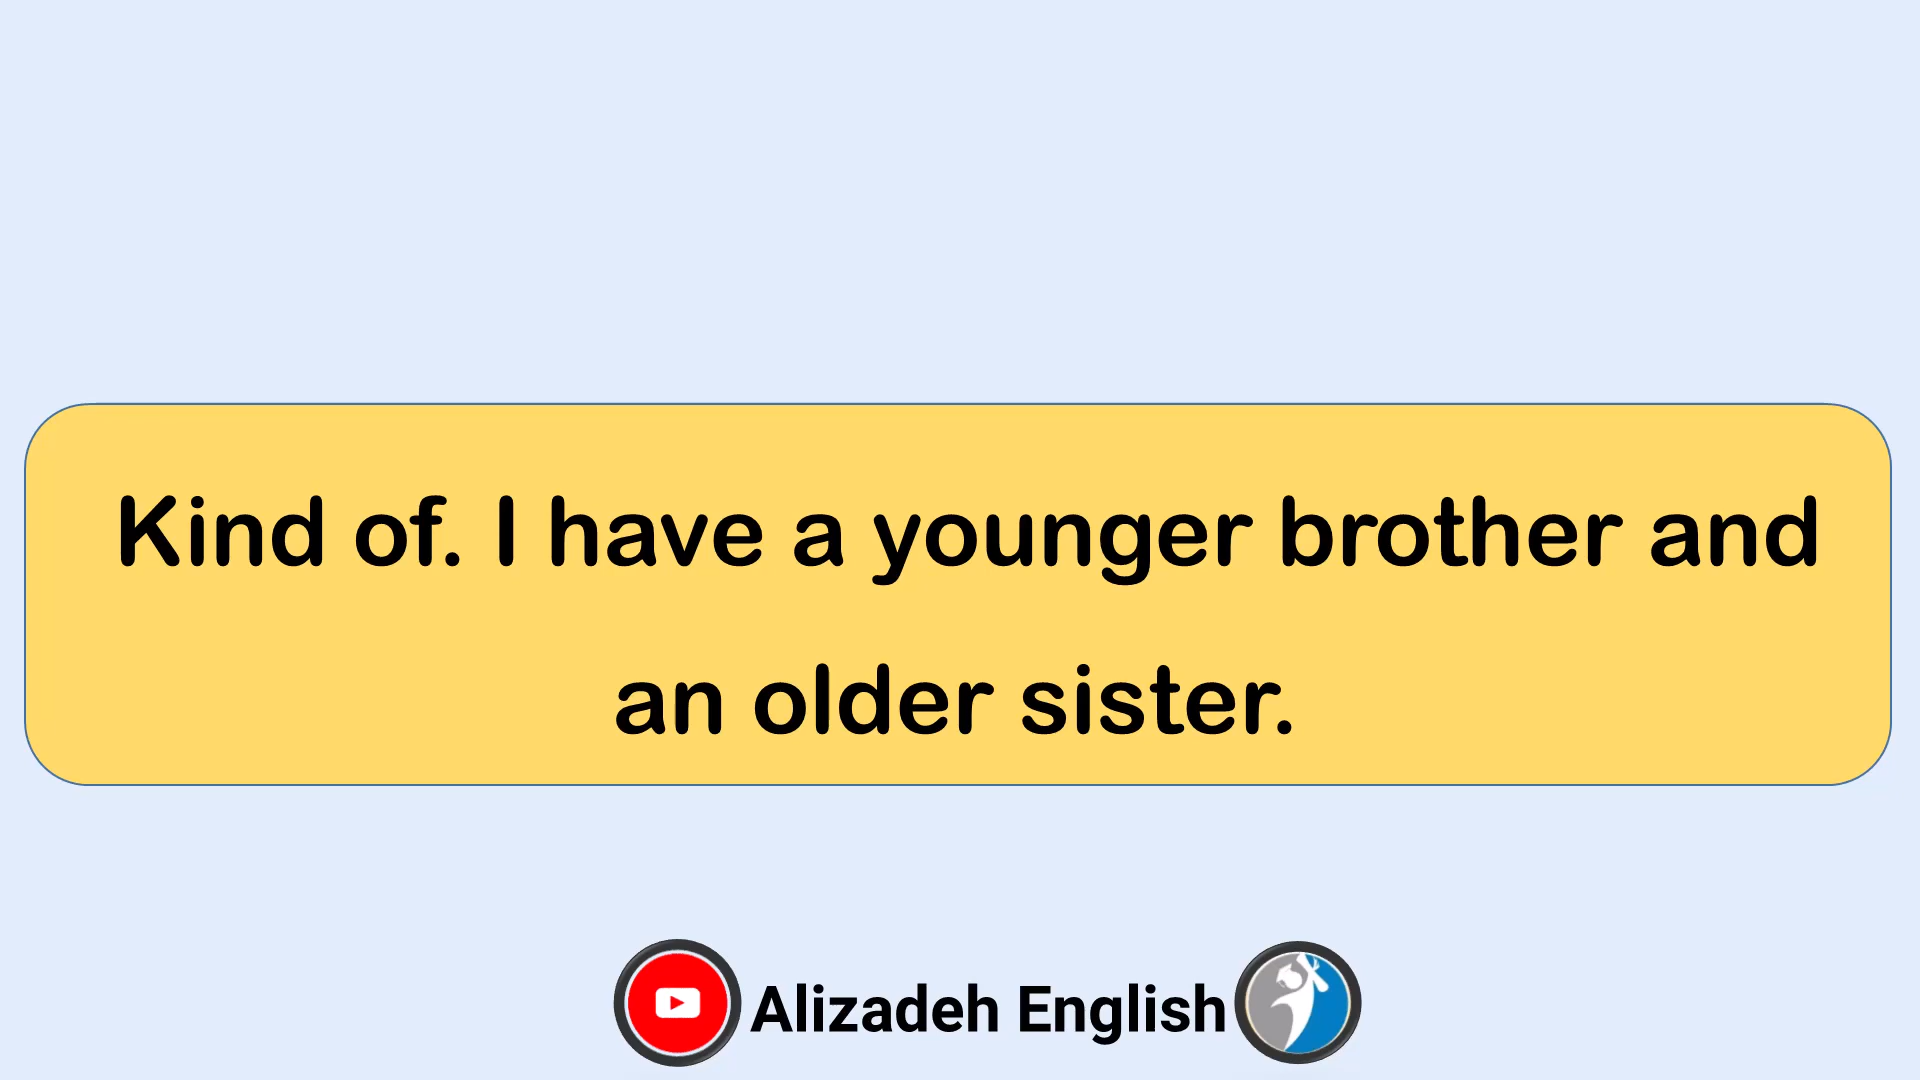 Kind of. I have a younger brother and
an older sister.
Alizadeh English